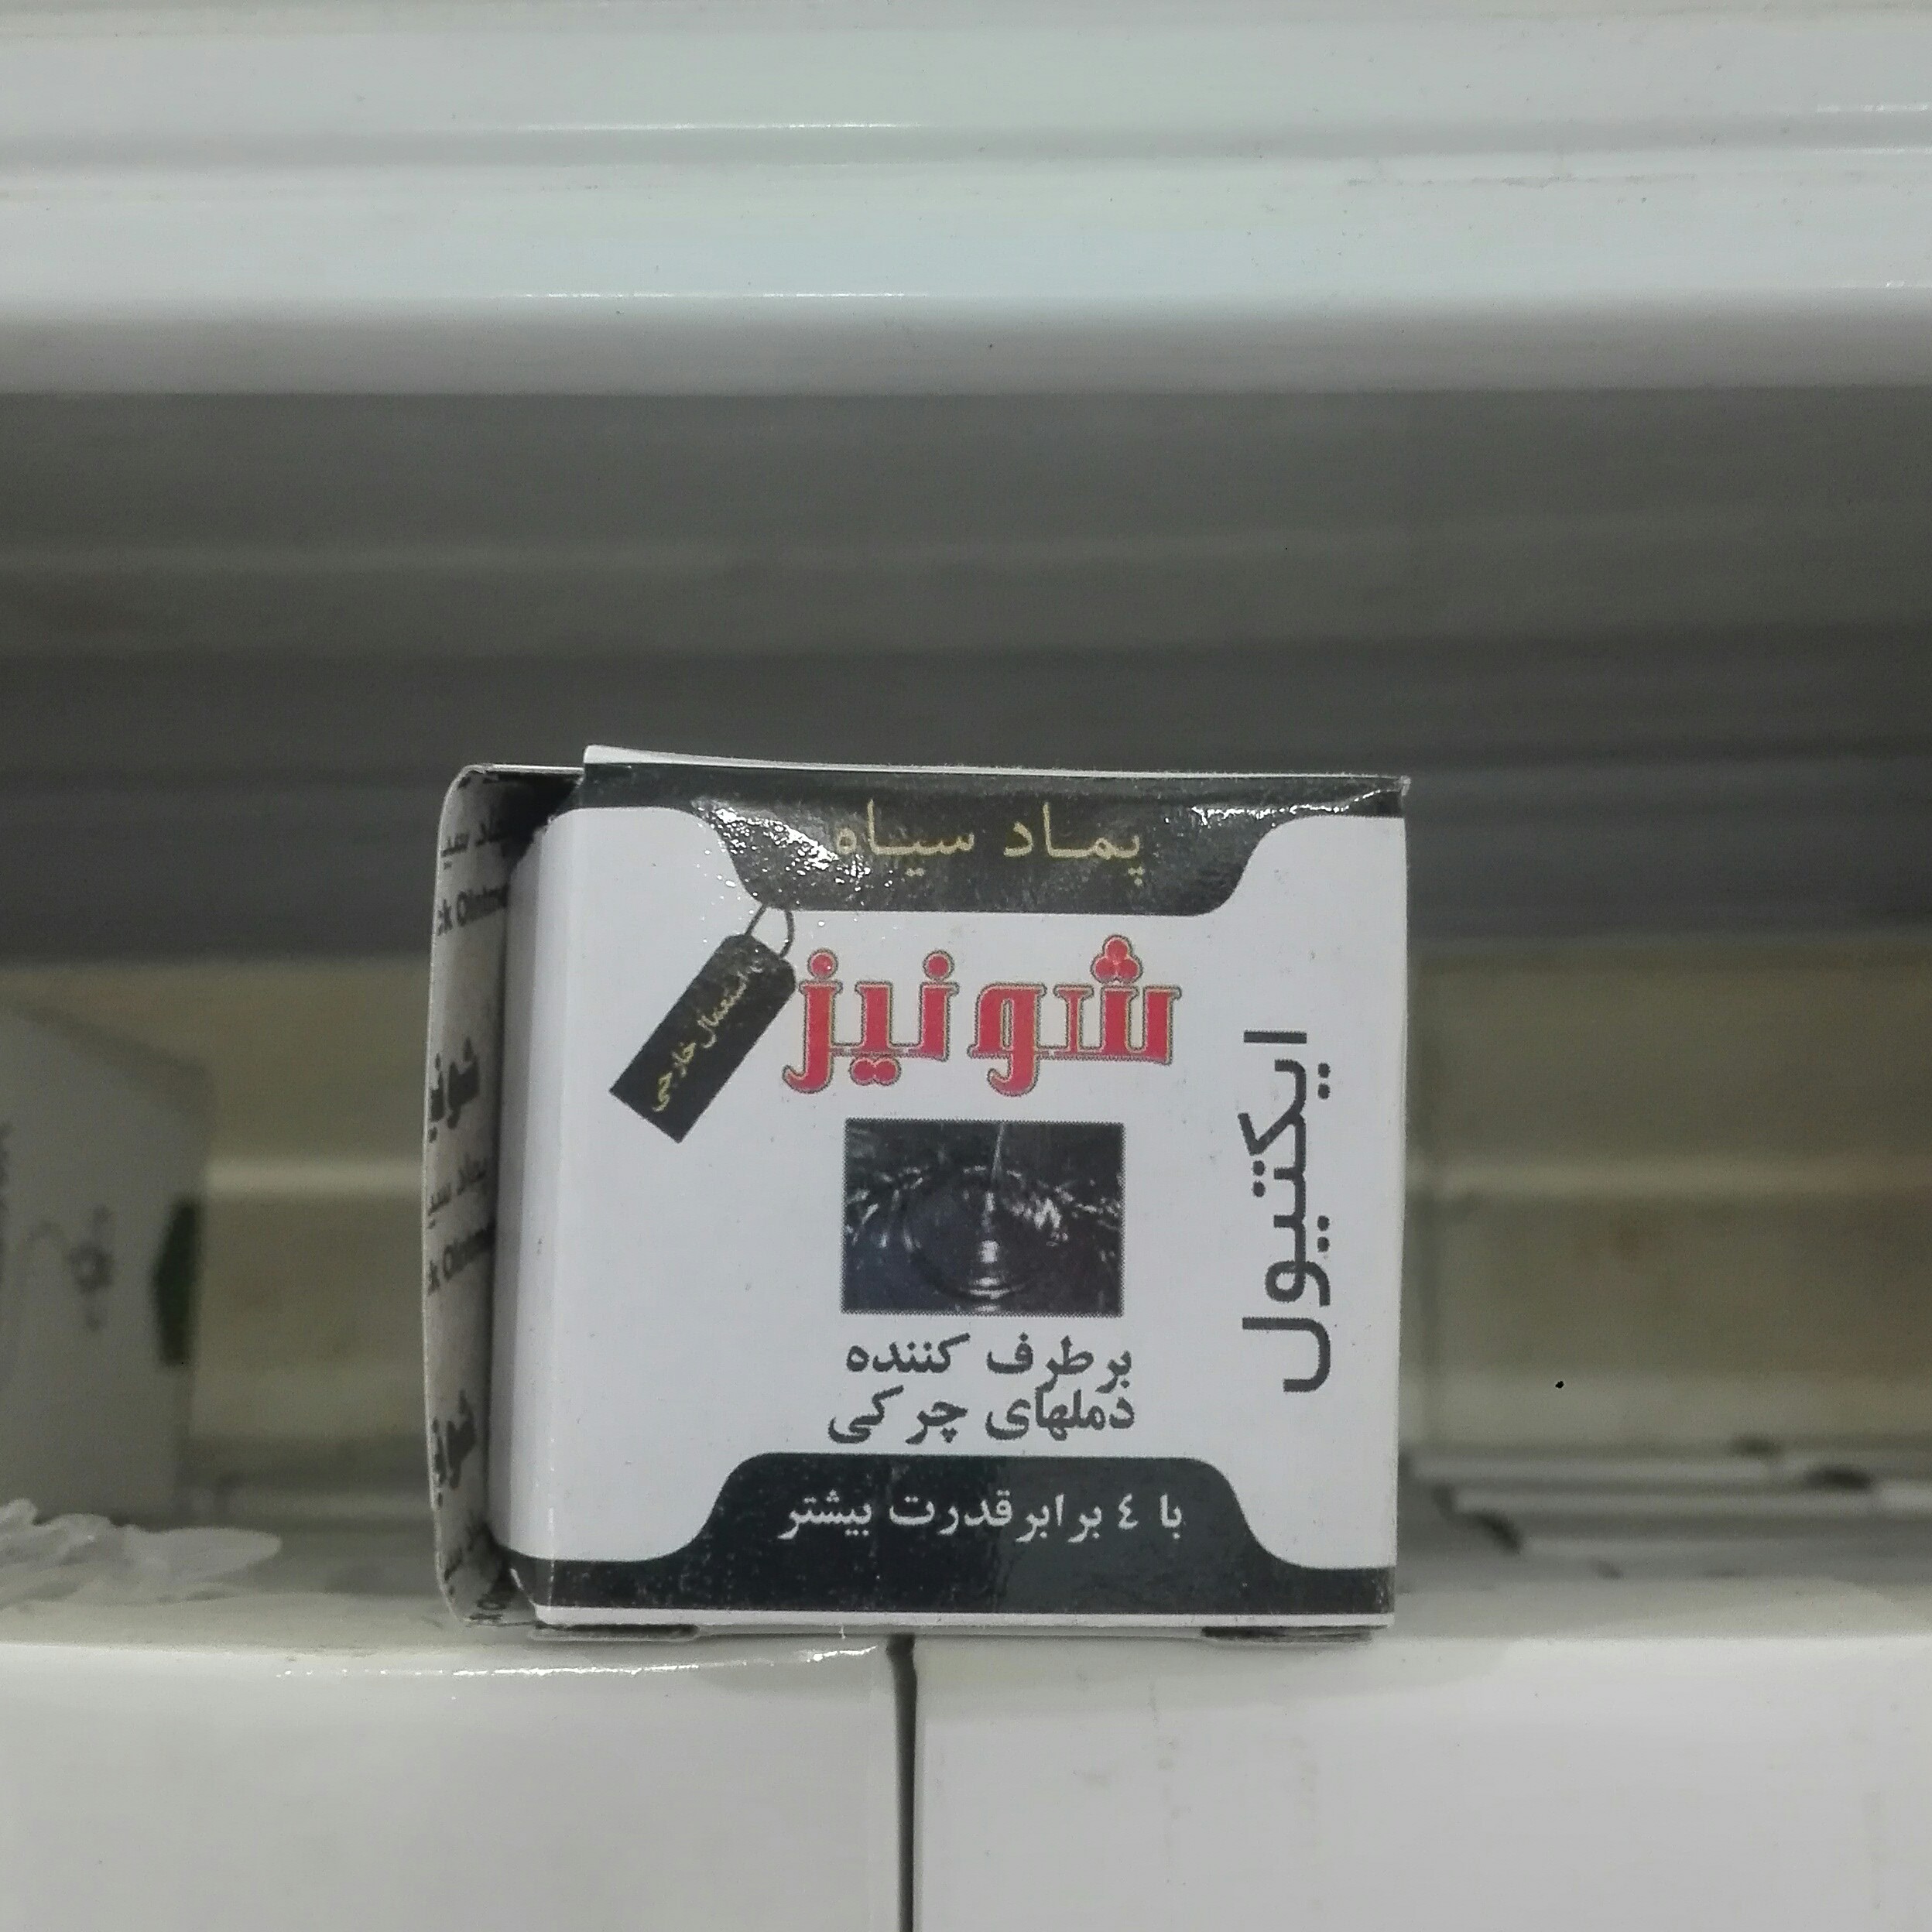 پماد سیاه
شونیز
استعمال خارجی
ایکتیول
برطرف کننده
دملهای چرکی
با ٤ برابر قدرت بیشتر